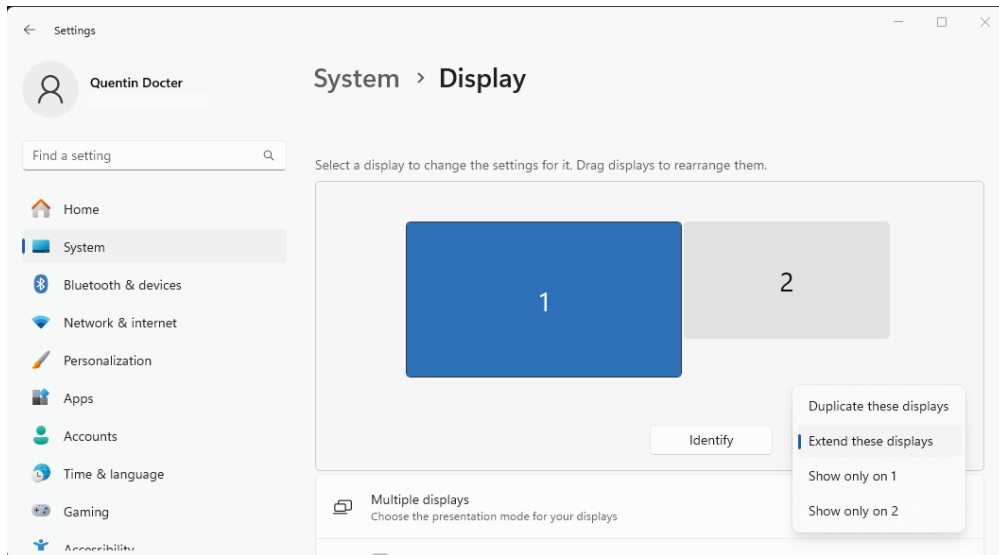 Settings
Quentin Docter
Find a setting
Home
System
Bluetooth & devices
Network & internet
Personalization
Apps
Accounts
Time & language
Gaming
Accessibility
System > Display
Select a display to change the settings for it. Drag displays to rearrange them.
1
2
Identify
Duplicate these displays
Extend these displays
Show only on 1
Show only on 2
Multiple displays
Choose the presentation mode for your displays